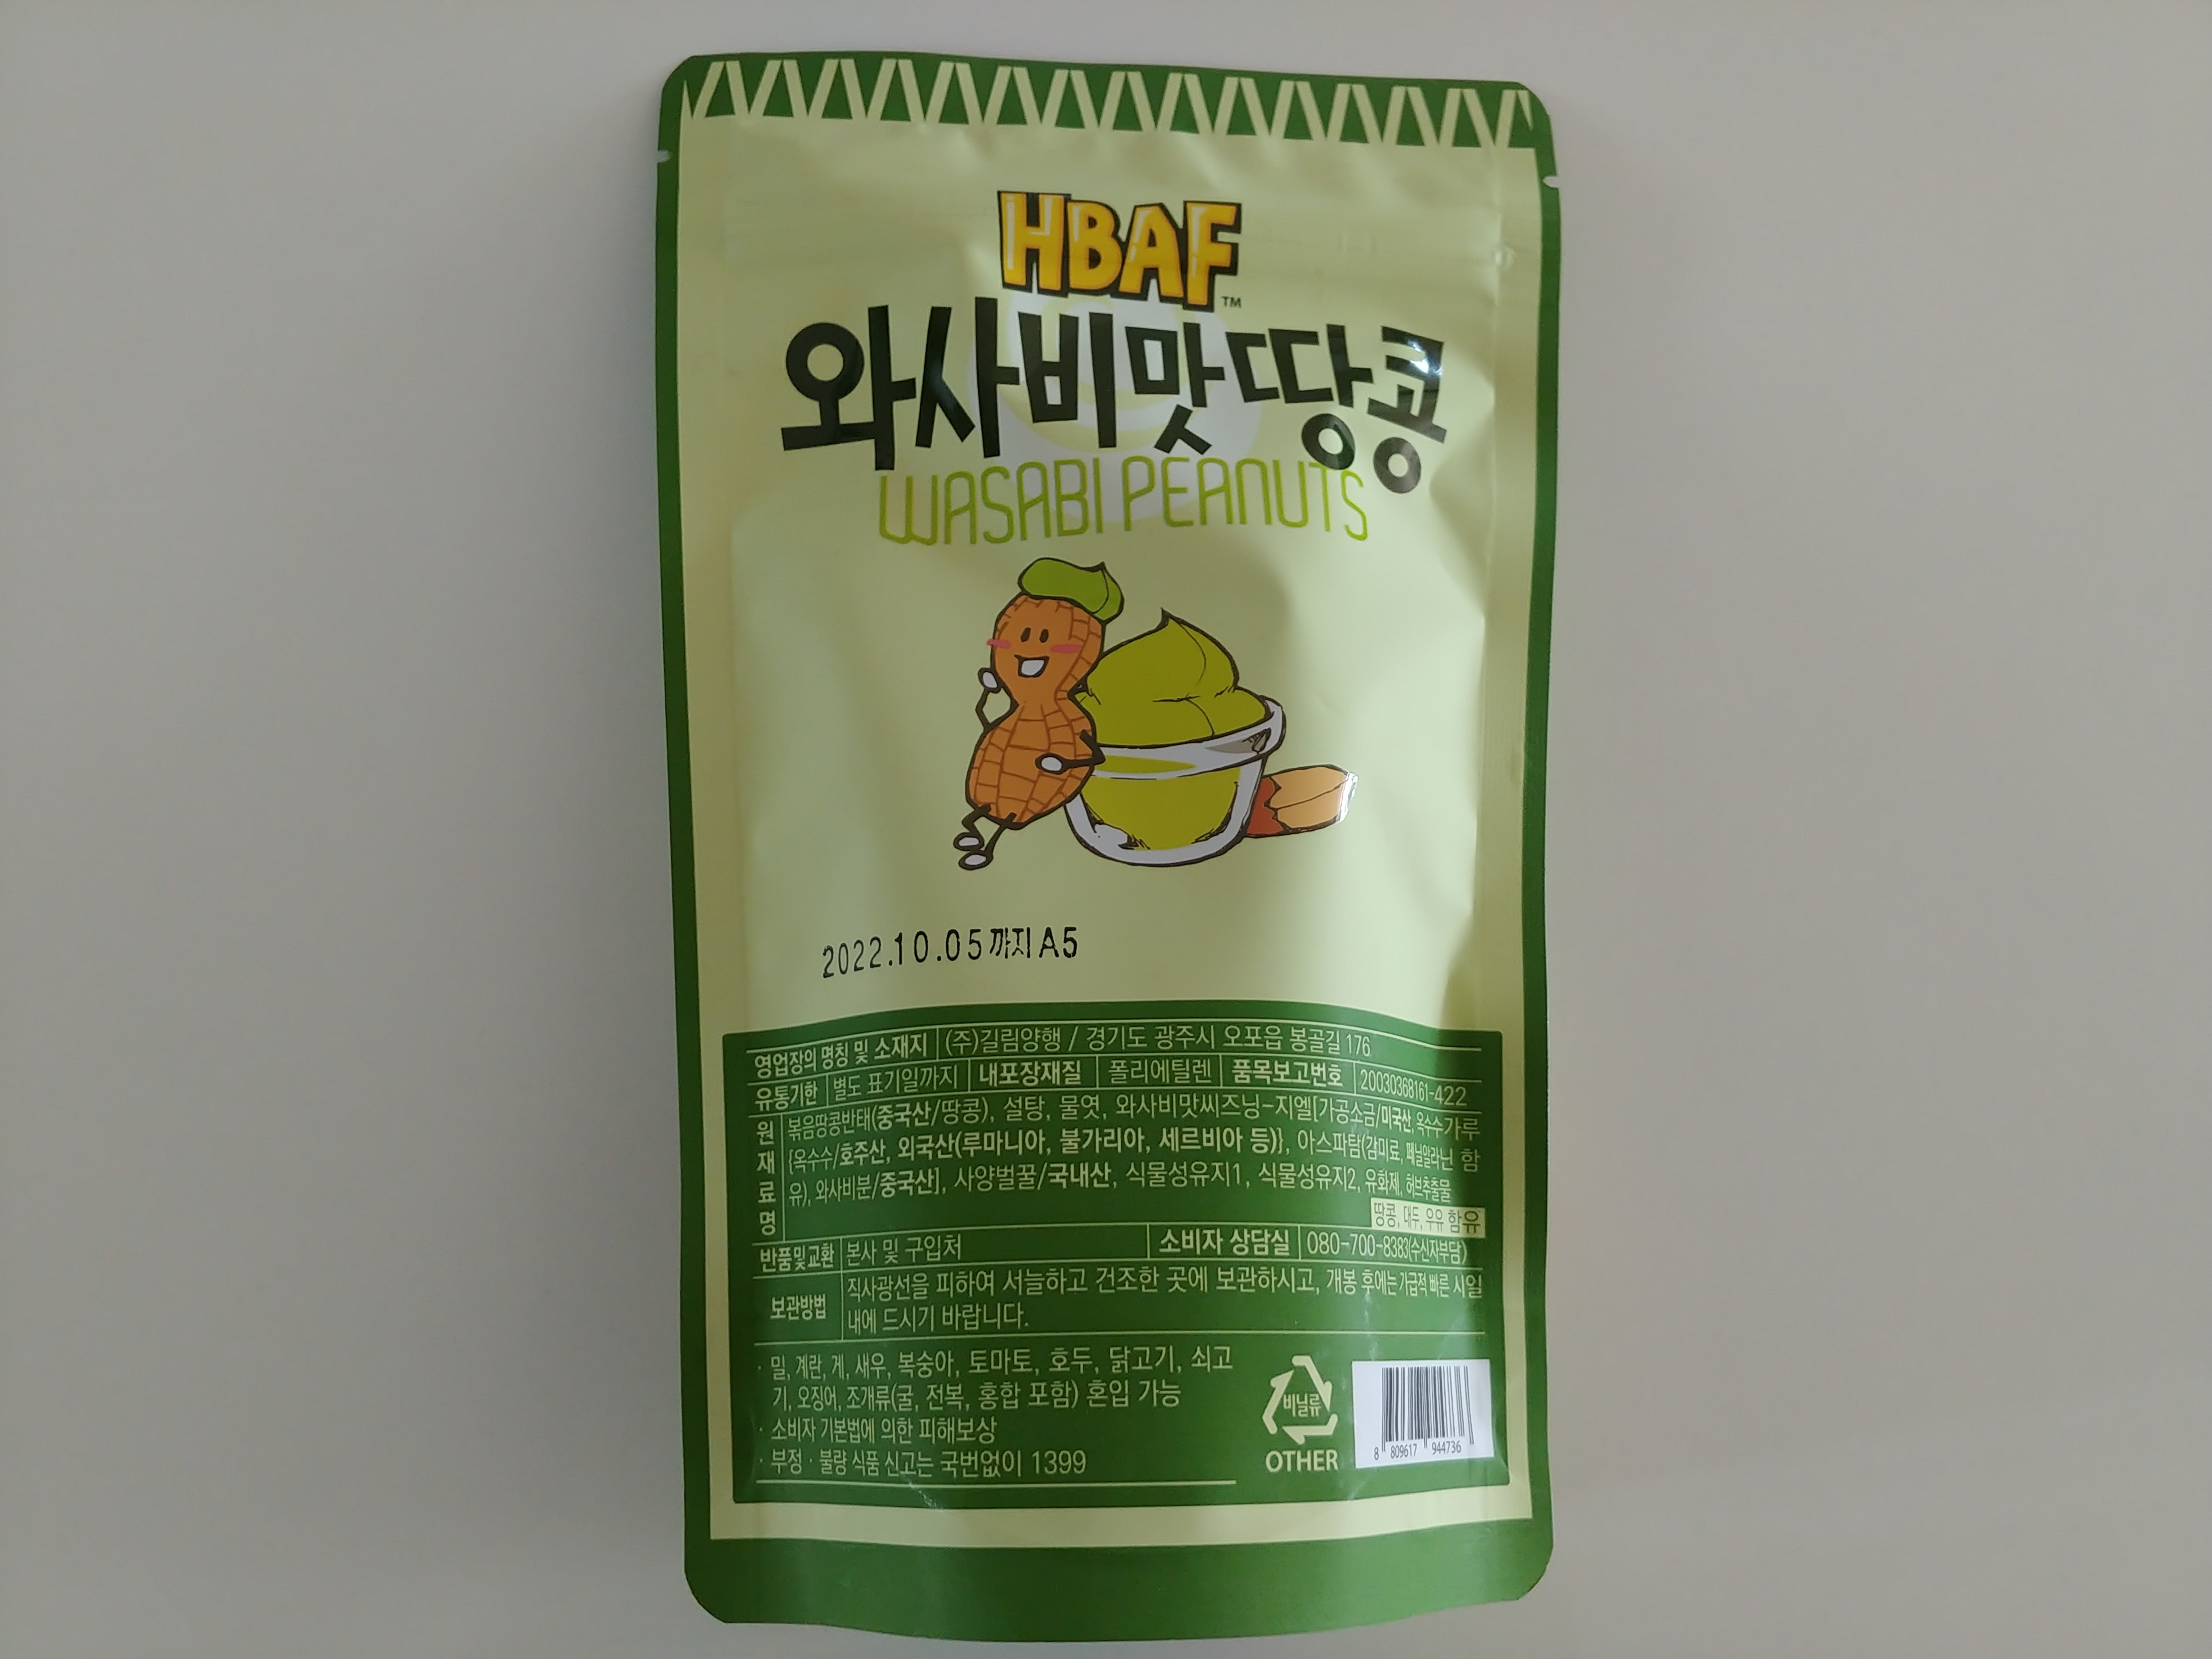 HBAF
TM
와사비맛땅콩
WASABI PEANUTS
2022.10.05까지 A5
영업장의 명칭 및 소재지 (주)길림양행 / 경기도 광주시 오포읍 봉골길 176
유통기한 별도 표기일까지 내포장재질 폴리에틸렌 품목보고번호 20030368161-422
원재료명
볶음땅콩반태(중국산/땅콩), 설탕, 물엿, 와사비맛씨즈닝-지엘[가공소금/미국산, 옥수수가루
{옥수수/호주산, 외국산(루마니아, 불가리아, 세르비아 등)}, 아스파탐(감미료, 페닐알라닌 함
유), 와사비분/중국산], 사양벌꿀/국내산, 식물성유지1, 식물성유지2, 유화제, 허브추출물
땅콩, 대두, 우유 함유
반품및교환 본사 및 구입처 소비자 상담실 080-700-8383(수신자부담)
보관방법
직사광선을 피하여 서늘하고 건조한 곳에 보관하시고, 개봉 후에는 가급적 빠른 시일
내에 드시기 바랍니다.
· 밀, 계란, 게, 새우, 복숭아, 토마토, 호두, 닭고기, 쇠고
기, 오징어, 조개류(굴, 전복, 홍합 포함) 혼입 가능
· 소비자 기본법에 의한 피해보상
· 부정 · 불량 식품 신고는 국번없이 1399
비닐류
OTHER
8 809617 944736